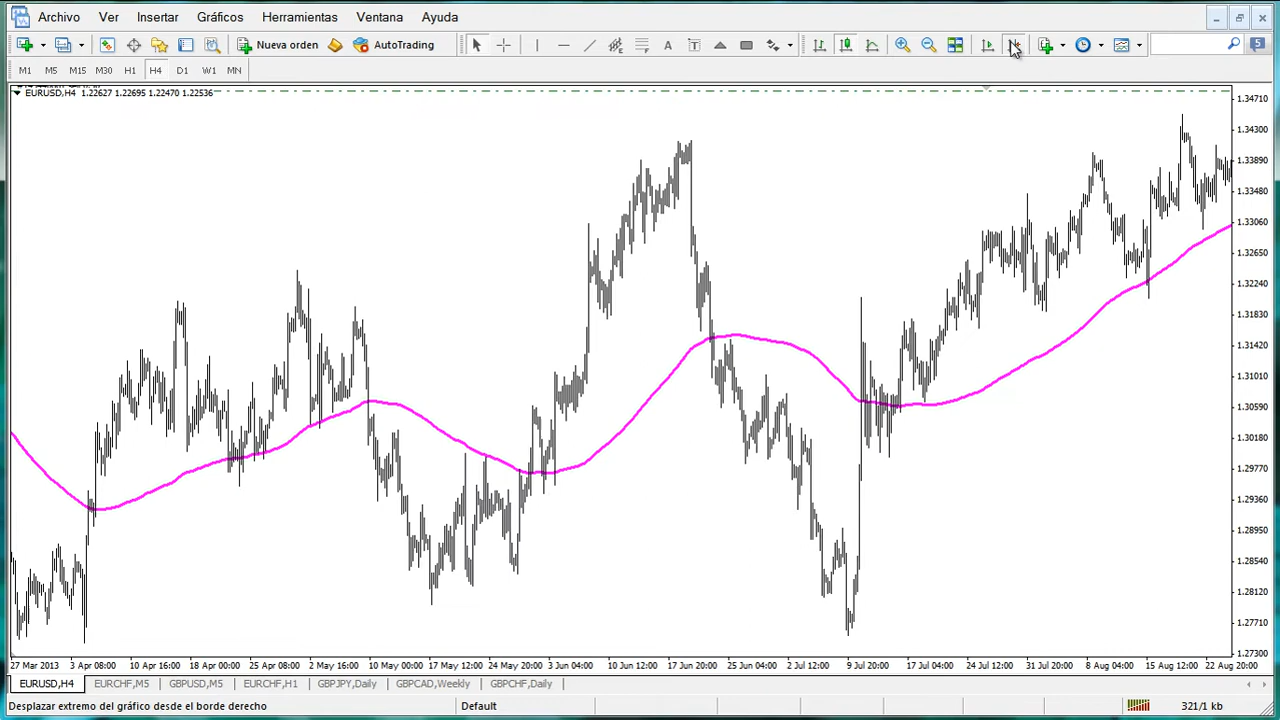 Archivo Ver Insertar Gráficos Herramientas Ventana Ayuda
Nueva orden AutoTrading A T 5
M1 M5 M15 M30 H1 H4 D1 W1 MN
EURUSD,H4 1.22627 1.22695 1.22470 1.22536
1.34710
1.34300
1.33890
1.33480
1.33060
1.32650
1.32240
1.31830
1.31420
1.31010
1.30590
1.30180
1.29770
1.29360
1.28950
1.28540
1.28120
1.27710
1.27300
27 Mar 2013 3 Apr 08:00 10 Apr 16:00 18 Apr 00:00 25 Apr 08:00 2 May 16:00 10 May 00:00 17 May 12:00 24 May 20:00 3 Jun 04:00 10 Jun 12:00 17 Jun 20:00 25 Jun 04:00 2 Jul 12:00 9 Jul 20:00 17 Jul 04:00 24 Jul 12:00 31 Jul 20:00 8 Aug 04:00 15 Aug 12:00 22 Aug 20:00
EURUSD,H4 EURCHF,M5 GBPUSD,M5 EURCHF,H1 GBPJPY,Daily GBPCAD,Weekly GBPCHF,Daily
Desplazar extremo del gráfico desde el borde derecho Default 321/1 kb